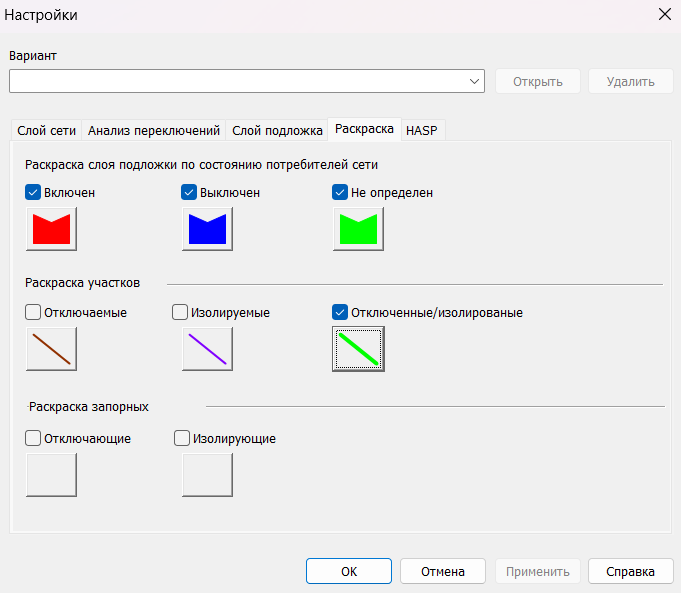 Настройки
Вариант
Открыть Удалить
Слой сети Анализ переключений Слой подложка Раскраска HASP
Раскраска слоя подложки по состоянию потребителей сети
Включен Выключен Не определен
Раскраска участков
Отключаемые Изолируемые Отключенные/изолированые
Раскраска запорных
Отключающие Изолирующие
ОК Отмена Применить Справка